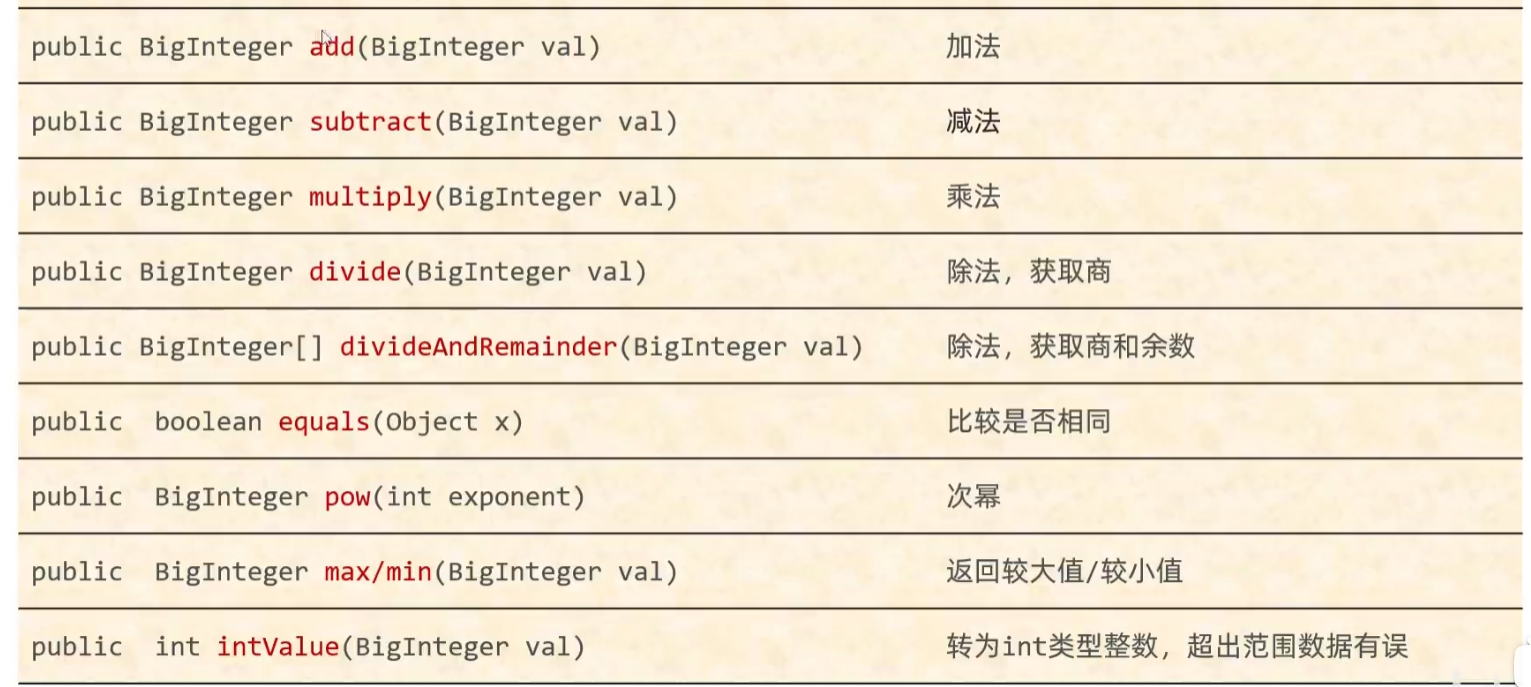 public BigInteger add(BigInteger val) 加法
public BigInteger subtract(BigInteger val) 减法
public BigInteger multiply(BigInteger val) 乘法
public BigInteger divide(BigInteger val) 除法，获取商
public BigInteger[] divideAndRemainder(BigInteger val) 除法，获取商和余数
public  boolean equals(Object x) 比较是否相同
public  BigInteger pow(int exponent) 次幂
public  BigInteger max/min(BigInteger val) 返回较大值/较小值
public  int intValue(BigInteger val) 转为int类型整数，超出范围数据有误